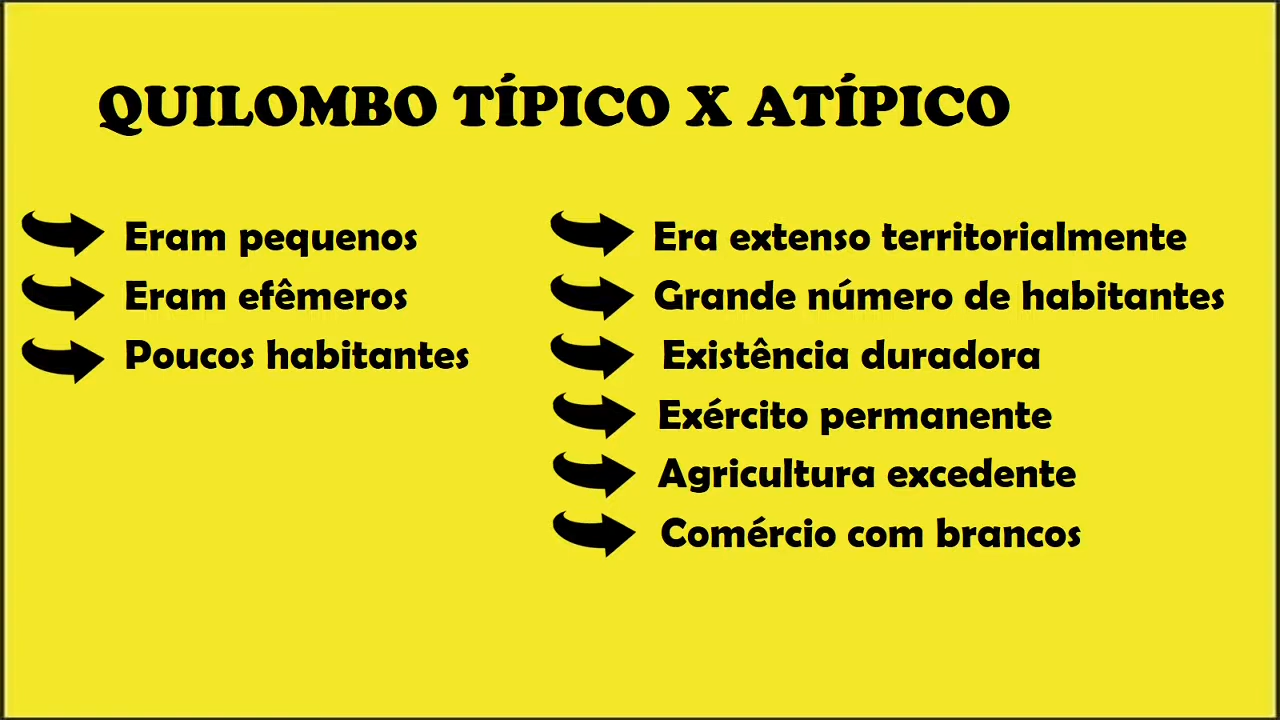 QUILOMBO TÍPICO X ATÍPICO
Eram pequenos
Eram efêmeros
Poucos habitantes
Era extenso territorialmente
Grande número de habitantes
Existência duradora
Exército permanente
Agricultura excedente
Comércio com brancos